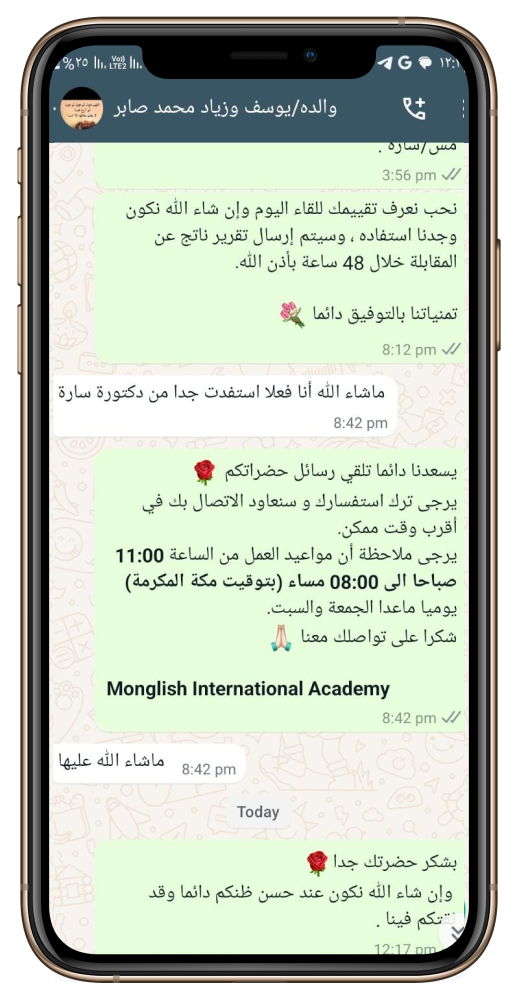 %٢٥ Vo) LTE2 G ١٢:١
والده/يوسف وزياد محمد صابر
مس/سارة .
3:56 pm
نحب نعرف تقييمك للقاء اليوم وإن شاء الله نكون
وجدنا استفاده ، وسيتم إرسال تقرير ناتج عن
المقابلة خلال 48 ساعة بأذن الله.
تمنياتنا بالتوفيق دائما 💐
8:12 pm
ماشاء الله أنا فعلا استفدت جدا من دكتورة سارة
8:42 pm
يسعدنا دائما تلقي رسائل حضراتكم 🌹
يرجى ترك استفسارك و سنعاود الاتصال بك في
أقرب وقت ممكن.
يرجى ملاحظة أن مواعيد العمل من الساعة 11:00
صباحا الى 08:00 مساء (بتوقيت مكة المكرمة)
يوميا ماعدا الجمعة والسبت.
شكرا على تواصلك معنا 🙏🏻
Monglish International Academy
8:42 pm
ماشاء الله عليها
8:42 pm
Today
بشكر حضرتك جدا 🌹
وإن شاء الله نكون عند حسن ظنكم دائما وقد
ثقتكم فينا .
12:17 pm